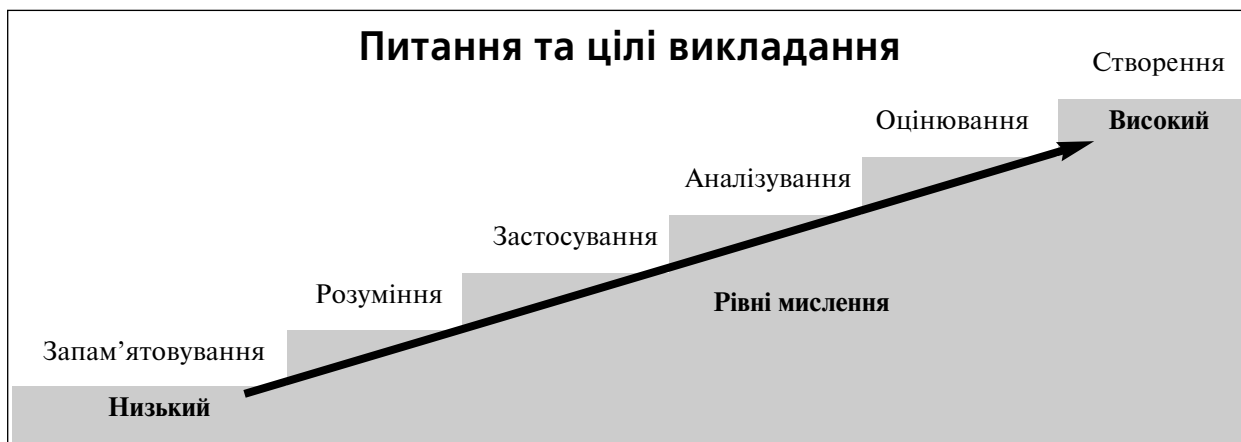 Питання та цілі викладання
Створення
Високий
Оцінювання
Аналізування
Застосування
Рівні мислення
Розуміння
Запам’ятовування
Низький